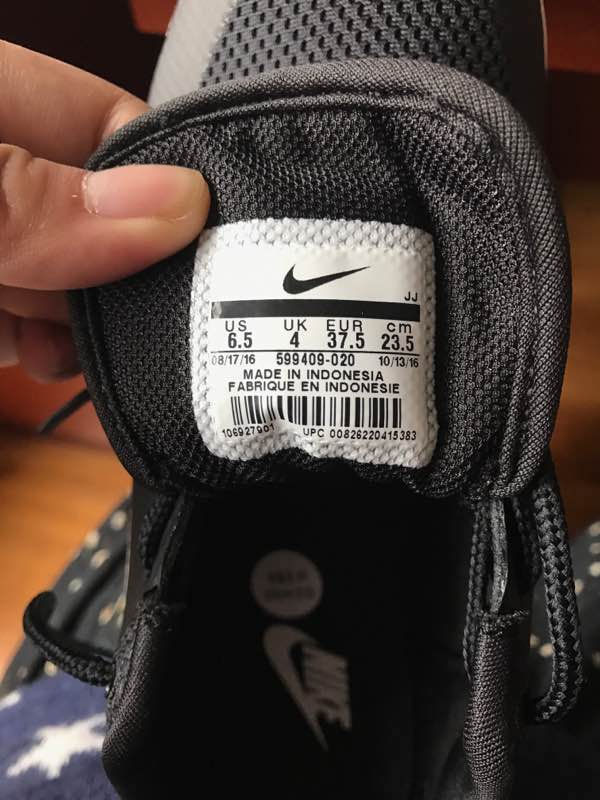 JJ
US UK EUR cm
6.5 4 37.5 23.5
08/17/16 599409-020 10/13/16
MADE IN INDONESIA
FABRIQUE EN INDONESIE
106927901 UPC 00826220415383
NIKE